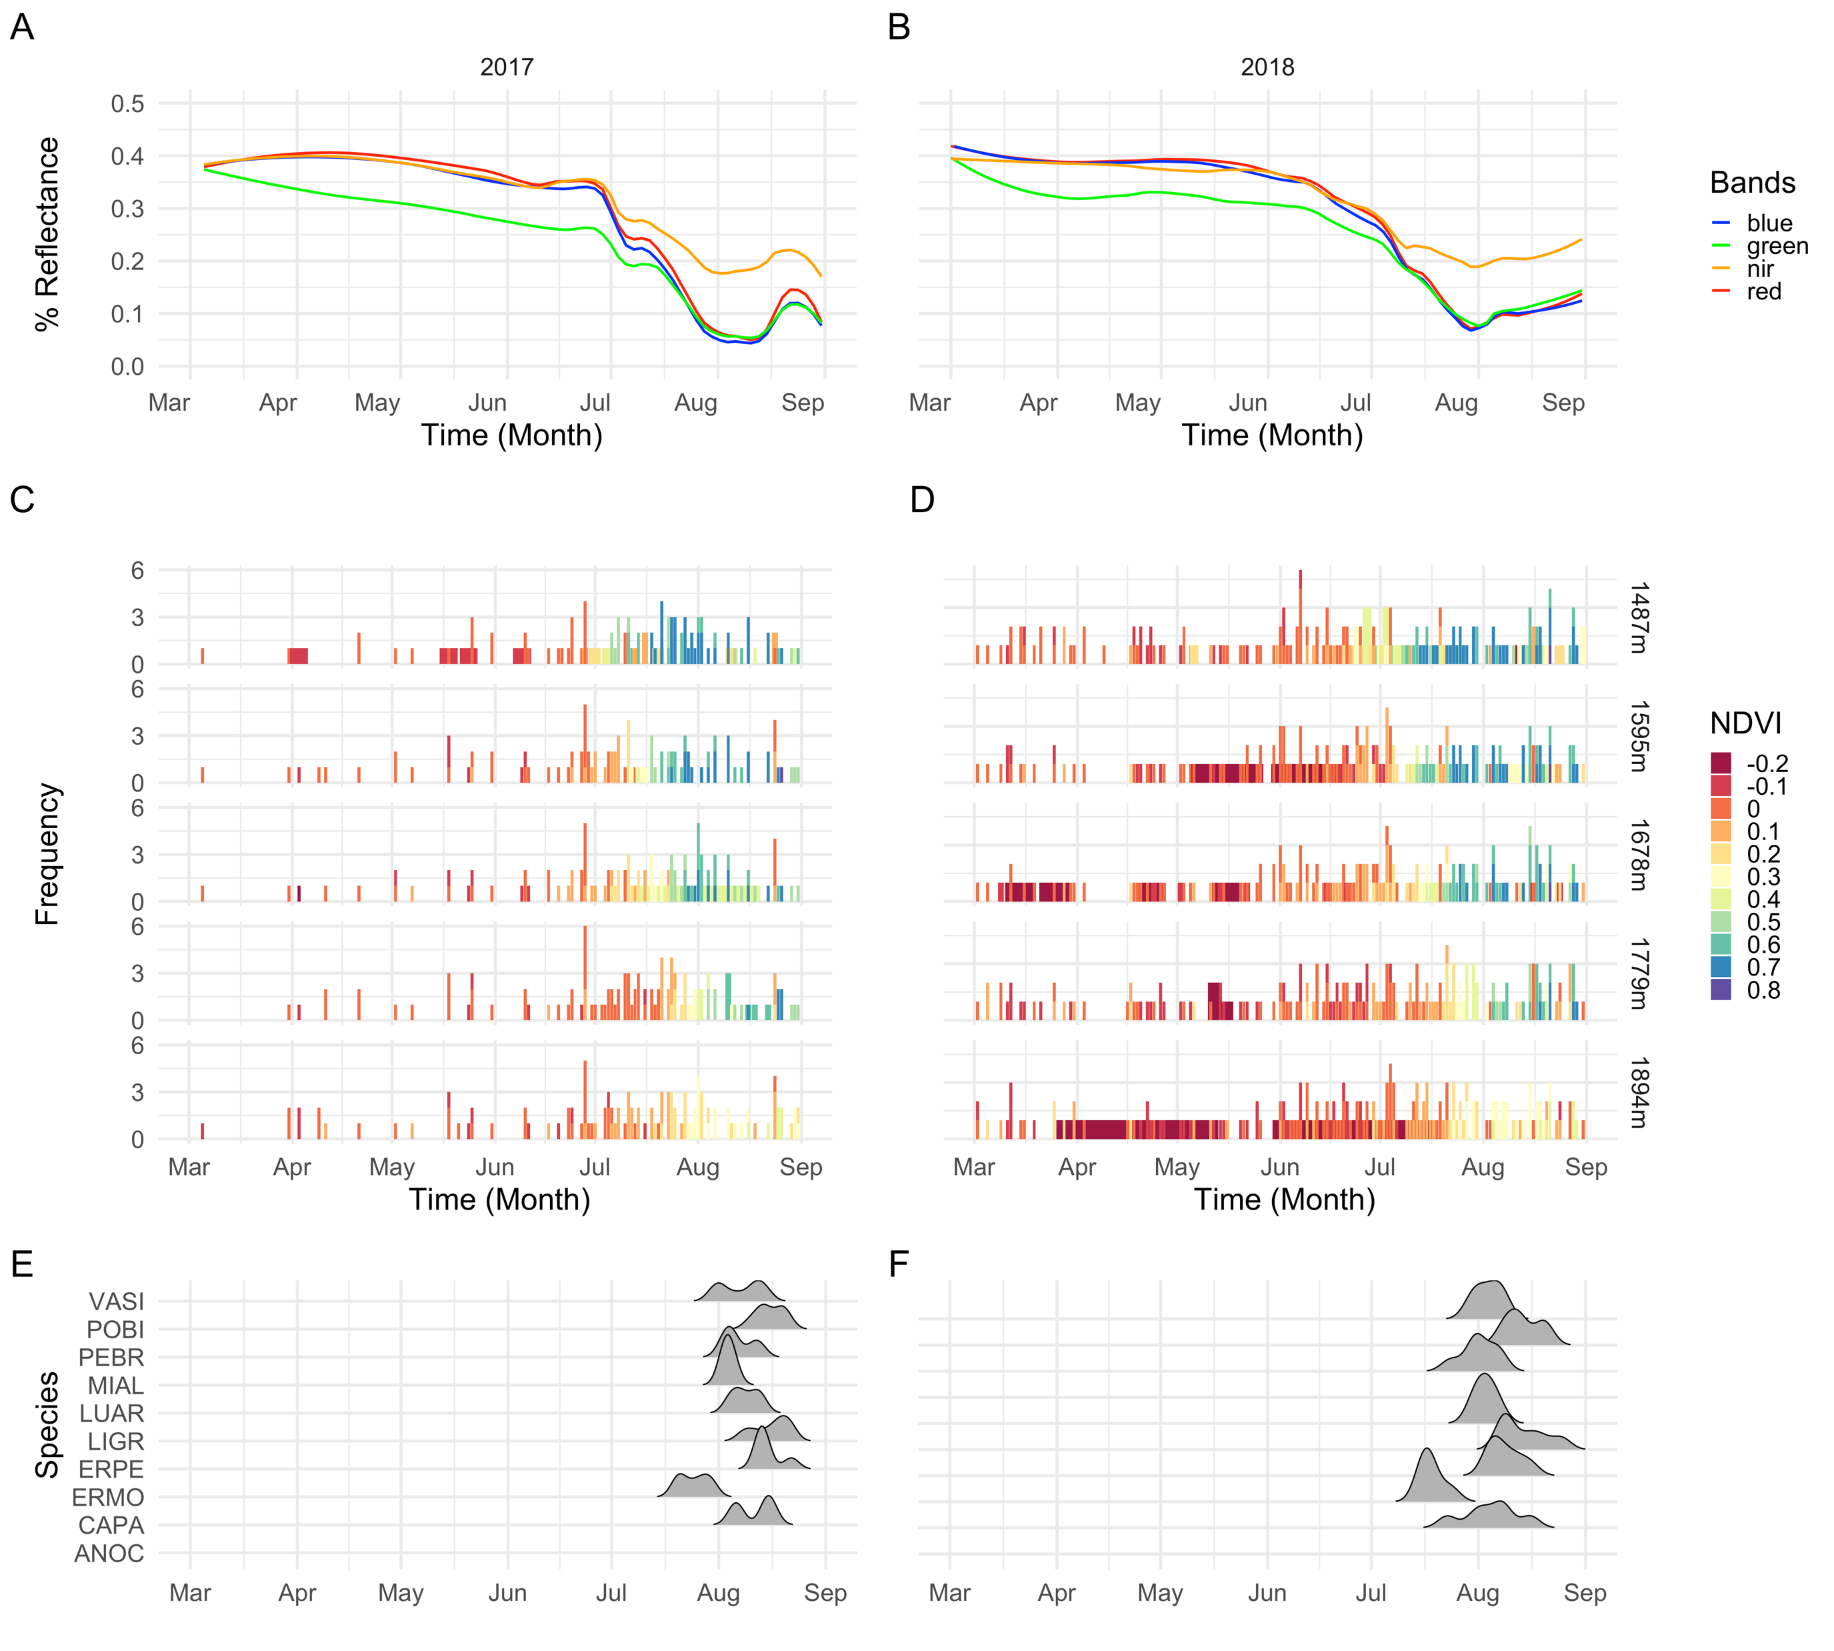 A
B
2017
2018
0.5
0.4
0.3
0.2
0.1
0.0
% Reflectance
Mar Apr May Jun Jul Aug Sep
Time (Month)
Mar Apr May Jun Jul Aug Sep
Time (Month)
Bands
blue
green
nir
red
C
D
6
3
0
6
3
0
6
3
0
6
3
0
6
3
0
Frequency
1487m
1595m
1678m
1779m
1894m
Mar Apr May Jun Jul Aug Sep
Time (Month)
Mar Apr May Jun Jul Aug Sep
Time (Month)
NDVI
-0.2
-0.1
0
0.1
0.2
0.3
0.4
0.5
0.6
0.7
0.8
E
F
Species
VASI
POBI
PEBR
MIAL
LUAR
LIGR
ERPE
ERMO
CAPA
ANOC
Mar Apr May Jun Jul Aug Sep
Mar Apr May Jun Jul Aug Sep